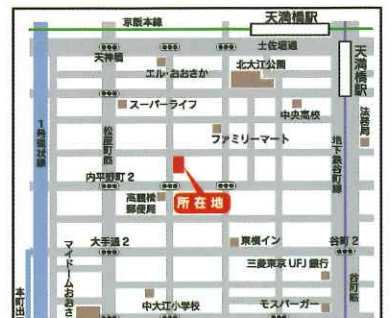 天満橋駅
京阪本線
土佐堀通
天神橋
エル・おおさか
北大江公園
天満橋駅
スーパーライフ
中央高校
法務局
1号環状線
松屋町筋
ファミリーマート
地下鉄谷町線
内平野町2
高麗橋
郵便局
所在地
大手通2
東横イン
谷町2
マイドームおおさ
三菱東京UFJ銀行
谷町筋
本町出
中大江小学校
モスバーガー